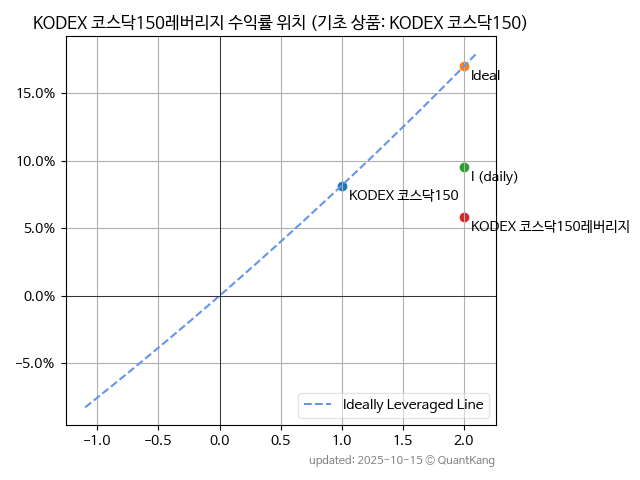 KODEX 코스닥150레버리지 수익률 위치 (기초 상품: KODEX 코스닥150)
15.0%
10.0%
5.0%
0.0%
−5.0%
Ideal
I (daily)
KODEX 코스닥150
KODEX 코스닥150레버리지
Ideally Leveraged Line
−1.0 −0.5 0.0 0.5 1.0 1.5 2.0
updated: 2025-10-15 © QuantKang